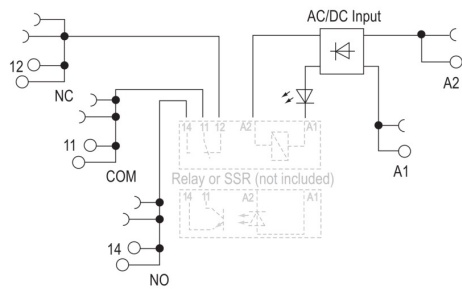 AC/DC Input
12
NC
A2
14 11 12 A2 A1
11
COM
A1
Relay or SSR (not included)
14 11 A2 A1
14
NO